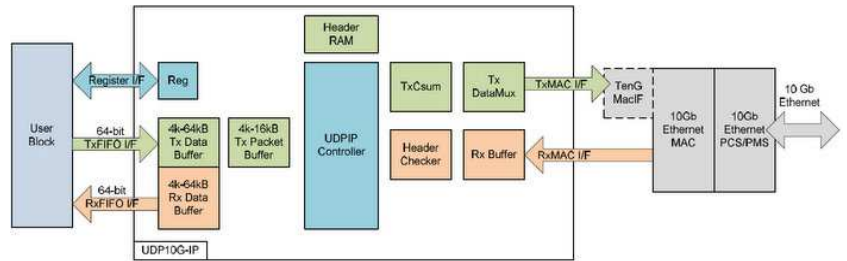 Header
RAM
Register I/F
Reg
TxCsum
Tx
DataMux
TxMAC I/F
TenG
MacIF
10 Gb
Ethernet
User
Block
64-bit
TxFIFO I/F
4k-64kB
Tx Data
Buffer
4k-16kB
Tx Packet
Buffer
UDPIP
Controller
10Gb
Ethernet
MAC
10Gb
Ethernet
PCS/PMS
Header
Checker
Rx Buffer
RxMAC I/F
64-bit
RxFIFO I/F
4k-64kB
Rx Data
Buffer
UDP10G-IP